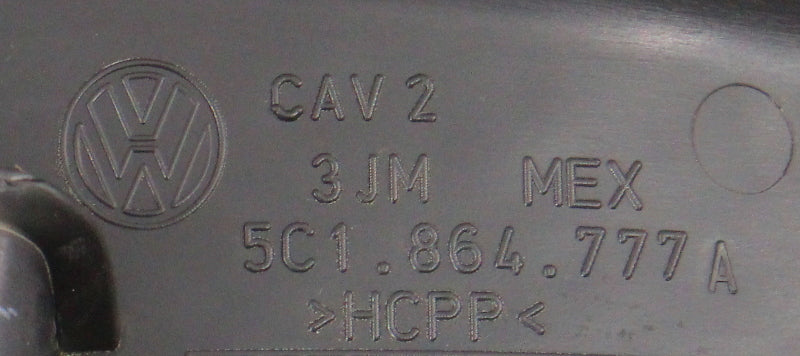 CAV 2
3JM MEX
5C1.864.777 A
>HCPP<